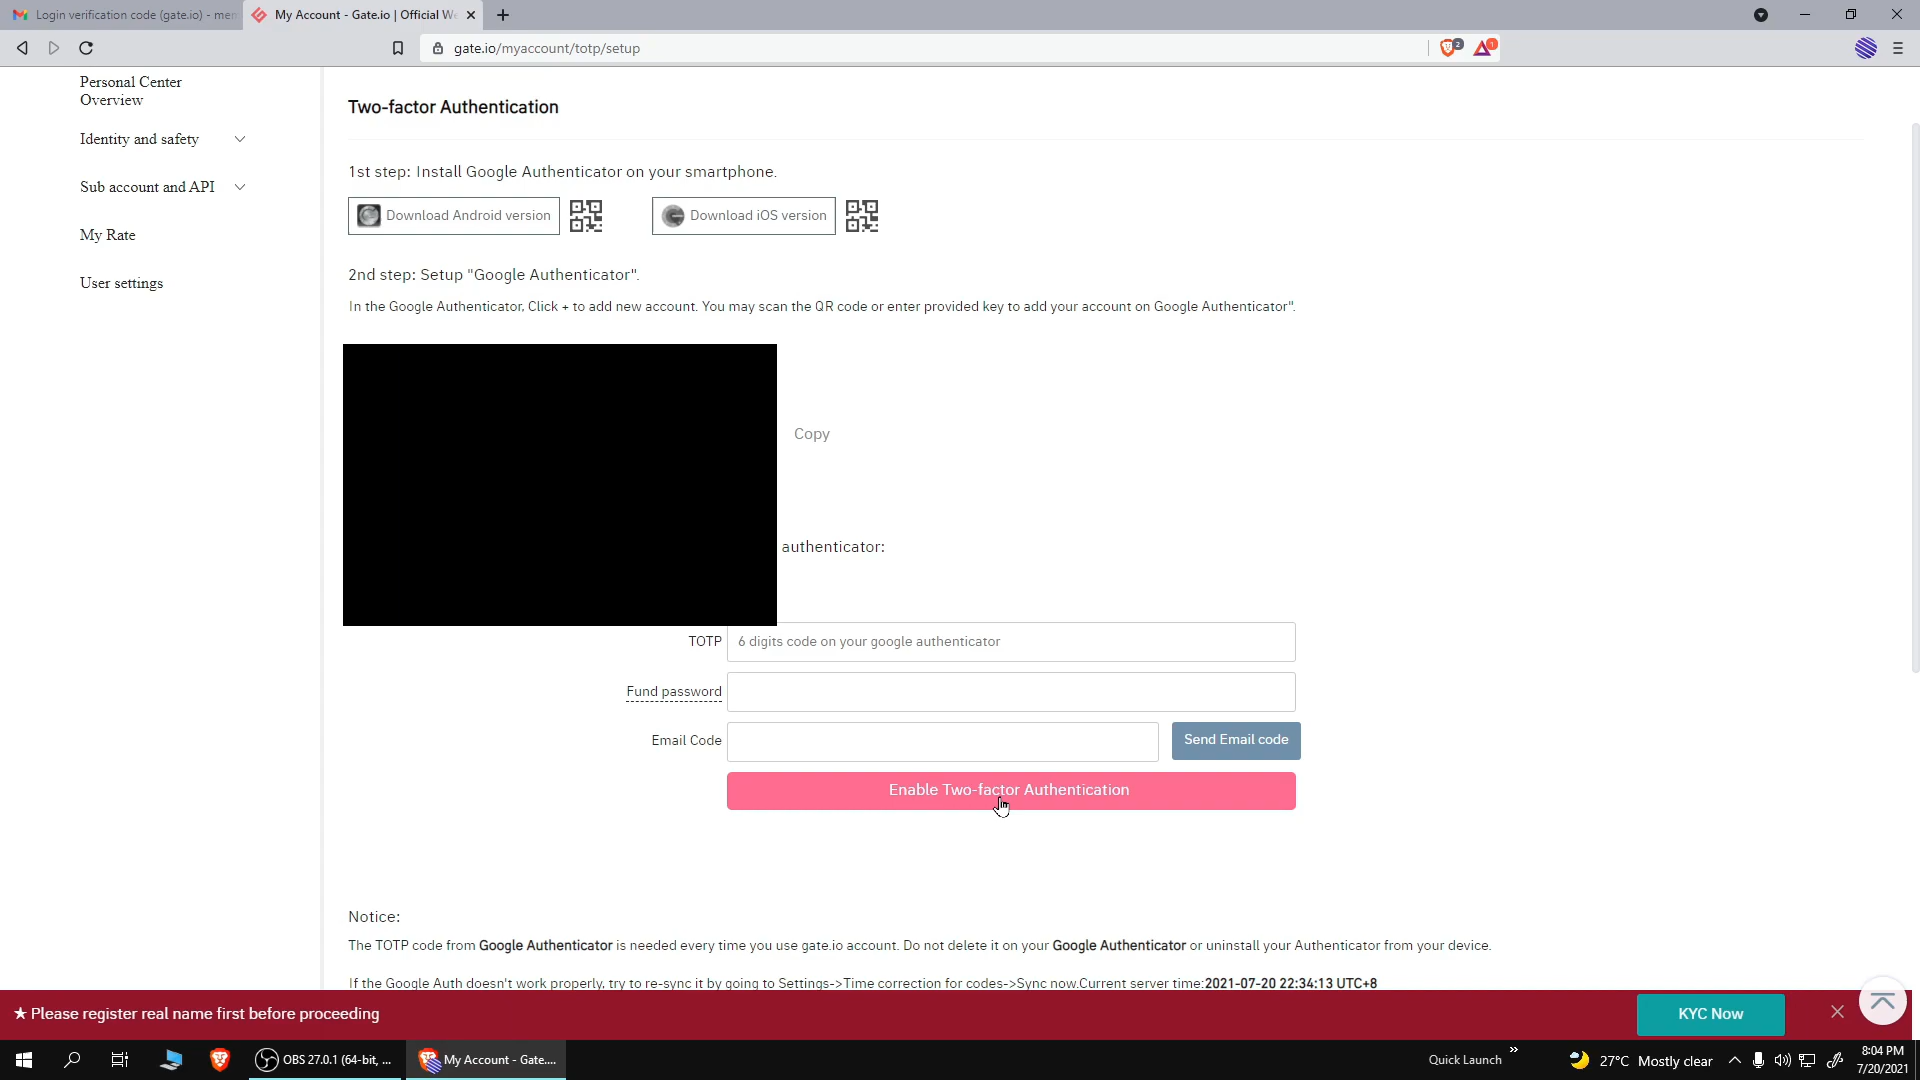 Login verification code (gate.io) - mem
My Account - Gate.io | Official We
gate.io/myaccount/totp/setup
2
1
Personal Center
Overview
Identity and safety
Sub account and API
My Rate
User settings
Two-factor Authentication
1st step: Install Google Authenticator on your smartphone.
Download Android version
Download iOS version
2nd step: Setup "Google Authenticator".
In the Google Authenticator, Click + to add new account. You may scan the QR code or enter provided key to add your account on Google Authenticator".
Copy
authenticator:
TOTP
6 digits code on your google authenticator
Fund password
Email Code
Send Email code
Enable Two-factor Authentication
Notice:
The TOTP code from Google Authenticator is needed every time you use gate.io account. Do not delete it on your Google Authenticator or uninstall your Authenticator from your device.
If the Google Auth doesn't work properly, try to re-sync it by going to Settings->Time correction for codes->Sync now.Current server time:2021-07-20 22:34:13 UTC+8
★ Please register real name first before proceeding
KYC Now
OBS 27.0.1 (64-bit, ...
My Account - Gate....
Quick Launch
27°C Mostly clear
8:04 PM
7/20/2021